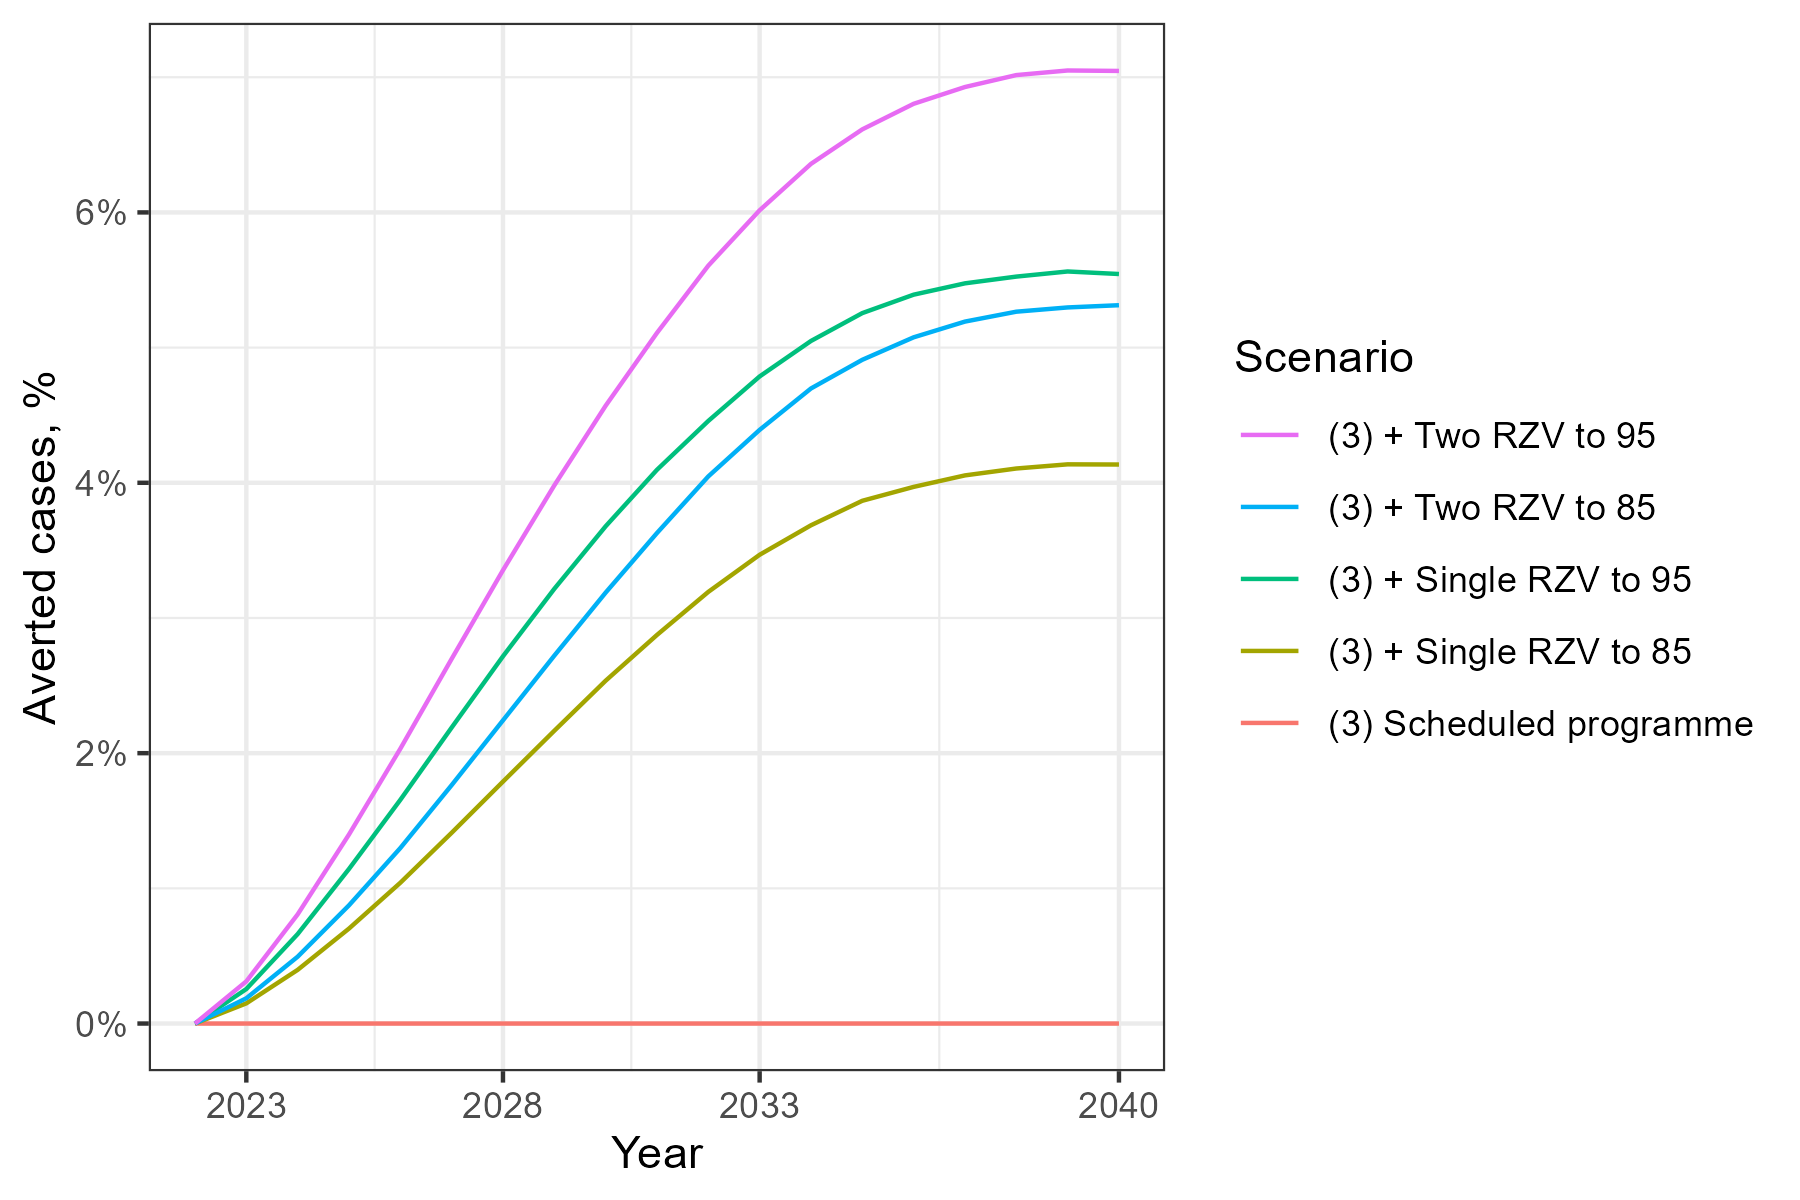 Averted cases, %
6%
4%
2%
0%
2023
2028
2033
2040
Year
Scenario
(3) + Two RZV to 95
(3) + Two RZV to 85
(3) + Single RZV to 95
(3) + Single RZV to 85
(3) Scheduled programme